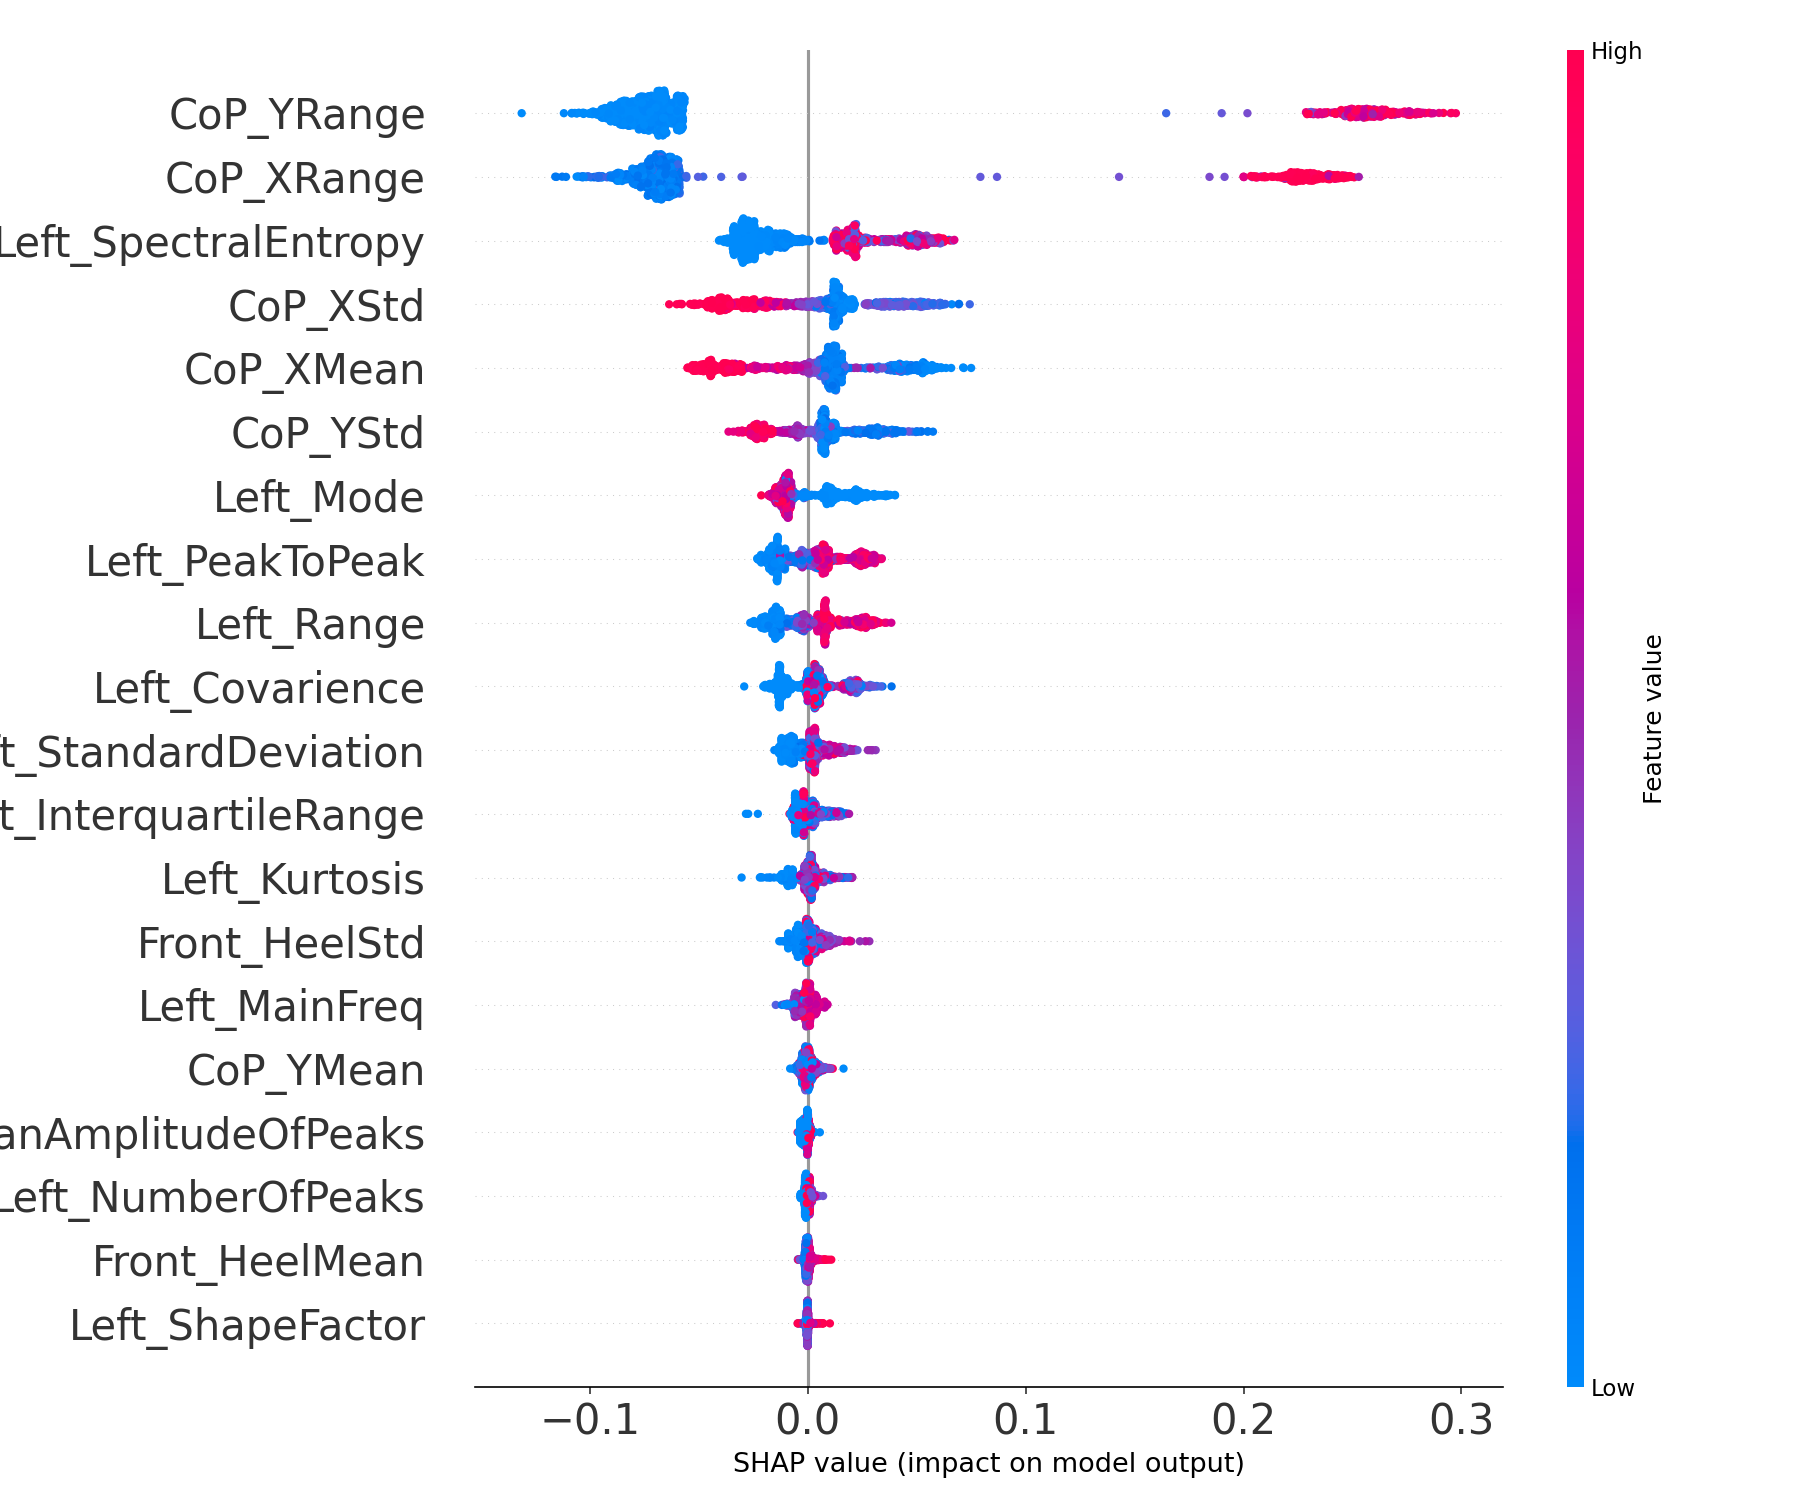 High
CoP_YRange
CoP_XRange
Left_SpectralEntropy
CoP_XStd
CoP_XMean
CoP_YStd
Left_Mode
Left_PeakToPeak
Left_Range
Left_Covarience
t_StandardDeviation
t_InterquartileRange
Left_Kurtosis
Front_HeelStd
Left_MainFreq
CoP_YMean
anAmplitudeOfPeaks
Left_NumberOfPeaks
Front_HeelMean
Left_ShapeFactor
Feature value
Low
−0.1 0.0 0.1 0.2 0.3
SHAP value (impact on model output)